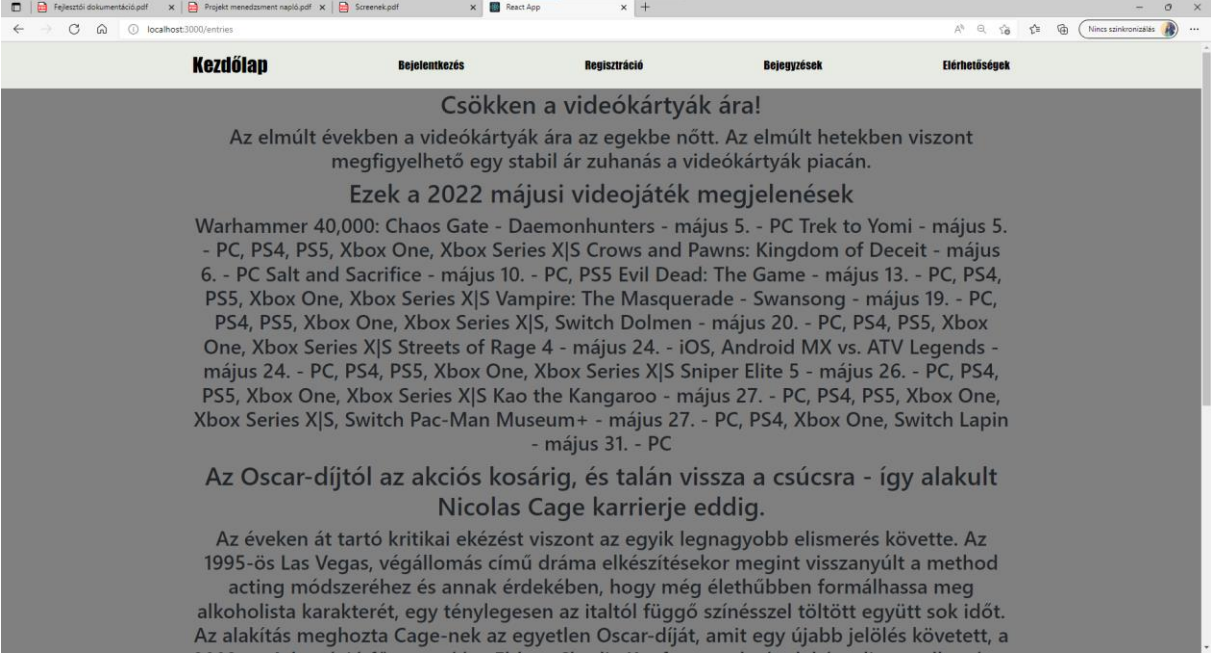 Fejlesztői dokumentáció.pdf
Projekt menedzsment napló.pdf
Screenek.pdf
React App
localhost:3000/entries
Nincs szinkronizálás
Kezdőlap
Bejelentkezés
Regisztráció
Bejegyzések
Elérhetőségek
Csökken a videókártyák ára!
Az elmúlt években a videókártyák ára az egekbe nőtt. Az elmúlt hetekben viszont
megfigyelhető egy stabil ár zuhanás a videókártyák piacán.
Ezek a 2022 májusi videojáték megjelenések
Warhammer 40,000: Chaos Gate - Daemonhunters - május 5. - PC Trek to Yomi - május 5.
- PC, PS4, PS5, Xbox One, Xbox Series X|S Crows and Pawns: Kingdom of Deceit - május
6. - PC Salt and Sacrifice - május 10. - PC, PS5 Evil Dead: The Game - május 13. - PC, PS4,
PS5, Xbox One, Xbox Series X|S Vampire: The Masquerade - Swansong - május 19. - PC,
PS4, PS5, Xbox One, Xbox Series X|S, Switch Dolmen - május 20. - PC, PS4, PS5, Xbox
One, Xbox Series X|S Streets of Rage 4 - május 24. - iOS, Android MX vs. ATV Legends -
május 24. - PC, PS4, PS5, Xbox One, Xbox Series X|S Sniper Elite 5 - május 26. - PC, PS4,
PS5, Xbox One, Xbox Series X|S Kao the Kangaroo - május 27. - PC, PS4, PS5, Xbox One,
Xbox Series X|S, Switch Pac-Man Museum+ - május 27. - PC, PS4, Xbox One, Switch Lapin
- május 31. - PC
Az Oscar-díjtól az akciós kosárig, és talán vissza a csúcsra - így alakult
Nicolas Cage karrierje eddig.
Az éveken át tartó kritikai ekézést viszont az egyik legnagyobb elismerés követte. Az
1995-ös Las Vegas, végállomás című dráma elkészítésekor megint visszanyúlt a method
acting módszeréhez és annak érdekében, hogy még élethűbben formálhassa meg
alkoholista karakterét, egy ténylegesen az italtól függő színésszel töltött együtt sok időt.
Az alakítás meghozta Cage-nek az egyetlen Oscar-díját, amit egy újabb jelölés követett, a